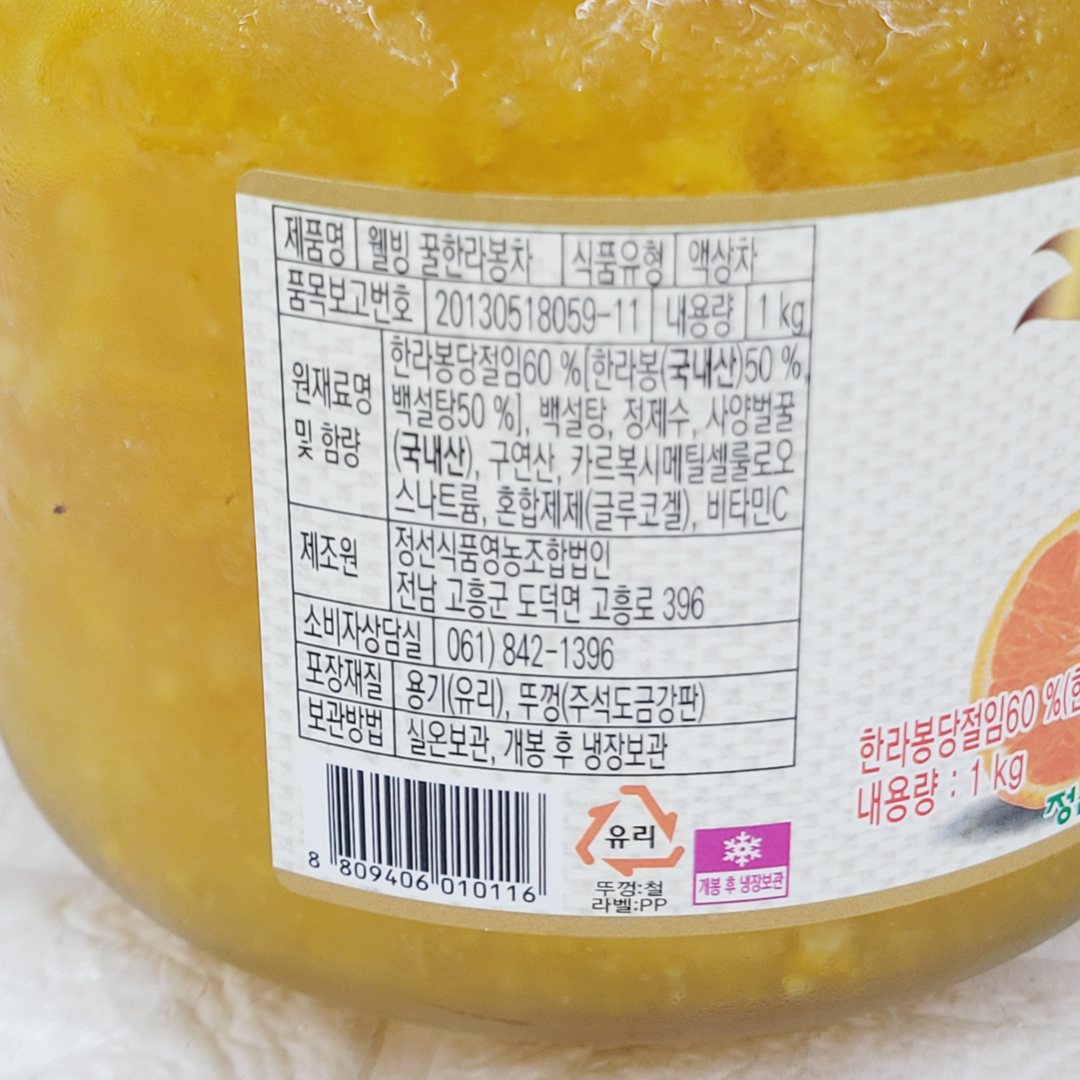 제품명 웰빙 꿀한라봉차 식품유형 액상차
품목보고번호 20130518059-11 내용량 1 kg
원재료명 및 함량
한라봉당절임60 %[한라봉(국내산)50 %,
백설탕50 %], 백설탕, 정제수, 사양벌꿀
(국내산), 구연산, 카르복시메틸셀룰로오
스나트륨, 혼합제제(글루코겔), 비타민C
제조원 정선식품영농조합법인
전남 고흥군 도덕면 고흥로 396
소비자상담실 061) 842-1396
포장재질 용기(유리), 뚜껑(주석도금강판)
보관방법 실온보관, 개봉 후 냉장보관
8 809406 010116
유리
뚜껑:철
라벨:PP
개봉 후 냉장보관
한라봉당절임60 %(한
내용량 : 1 kg
정